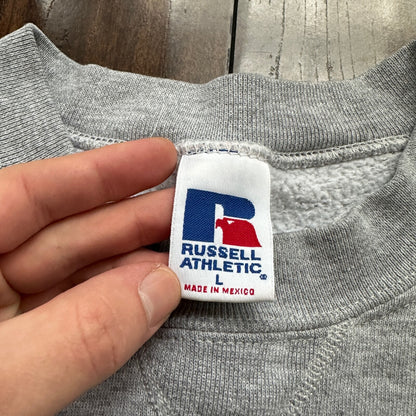 R
RUSSELL
ATHLETIC®
L
MADE IN MEXICO